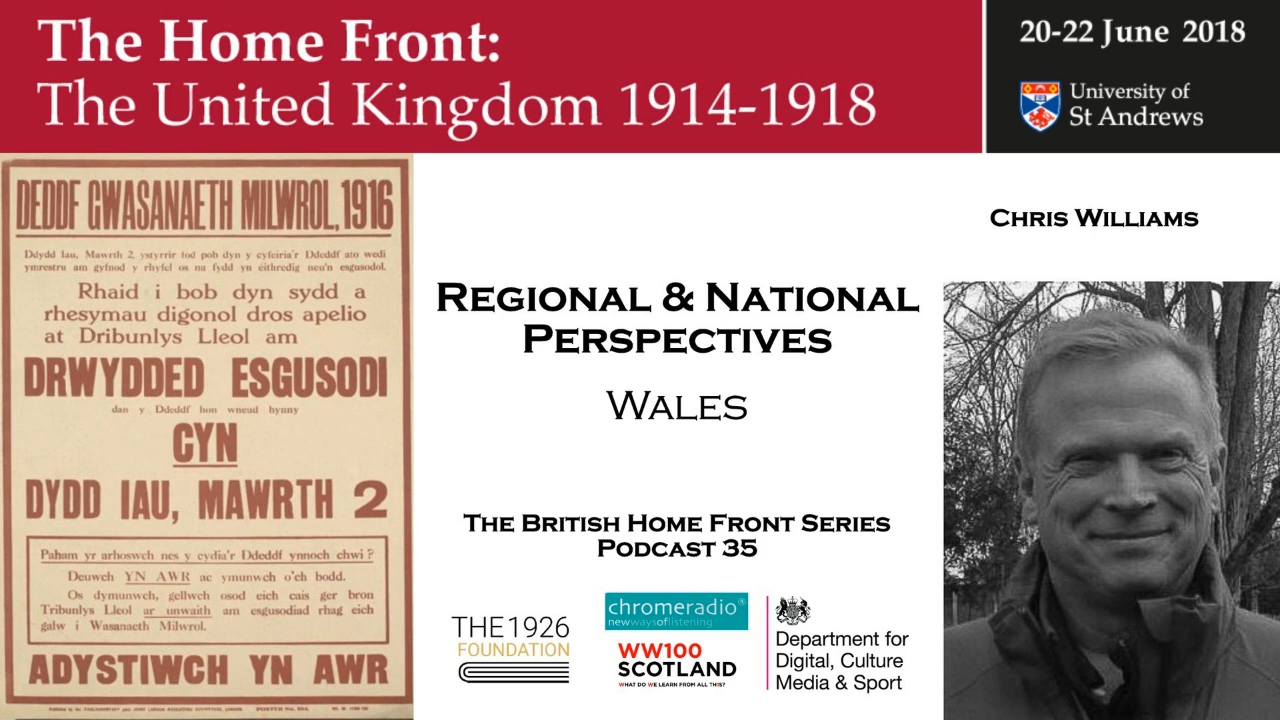 The Home Front:
The United Kingdom 1914-1918
20-22 June 2018
University of
St Andrews
DEDDF GWASANAETH MILWROL, 1916
Ddydd Iau, Mawrth 2, ystyrrir fod pob dyn y cyfeiria'r Ddeddf ato wedi
ymrestru am gyfnod y rhyfel os na fydd yn eithredig neu'n esgusodol.
Rhaid i bob dyn sydd a
rhesymau digonol dros apelio
at Dribunlys Lleol am
DRWYDDED ESGUSODI
dan y Ddeddf hon wneud hynny
CYN
DYDD IAU, MAWRTH 2
Paham yr arhoswch nes y cydia'r Ddeddf ynnoch chwi?
Deuwch YN AWR ac ymunwch o'ch bodd.
Os dymunwch, gellwch osod eich cais ger bron
Tribunlys Lleol ar unwaith am esgusodiad rhag eich
galw i Wasanaeth Milwrol.
ADYSTIWCH YN AWR
CHRIS WILLIAMS
REGIONAL & NATIONAL
PERSPECTIVES
WALES
THE BRITISH HOME FRONT SERIES
PODCAST 35
THE 1926
FOUNDATION
chromeradio®
newwaysoflistening
WW100
SCOTLAND
WHAT DO WE LEARN FROM ALL THIS?
Department for
Digital, Culture
Media & Sport